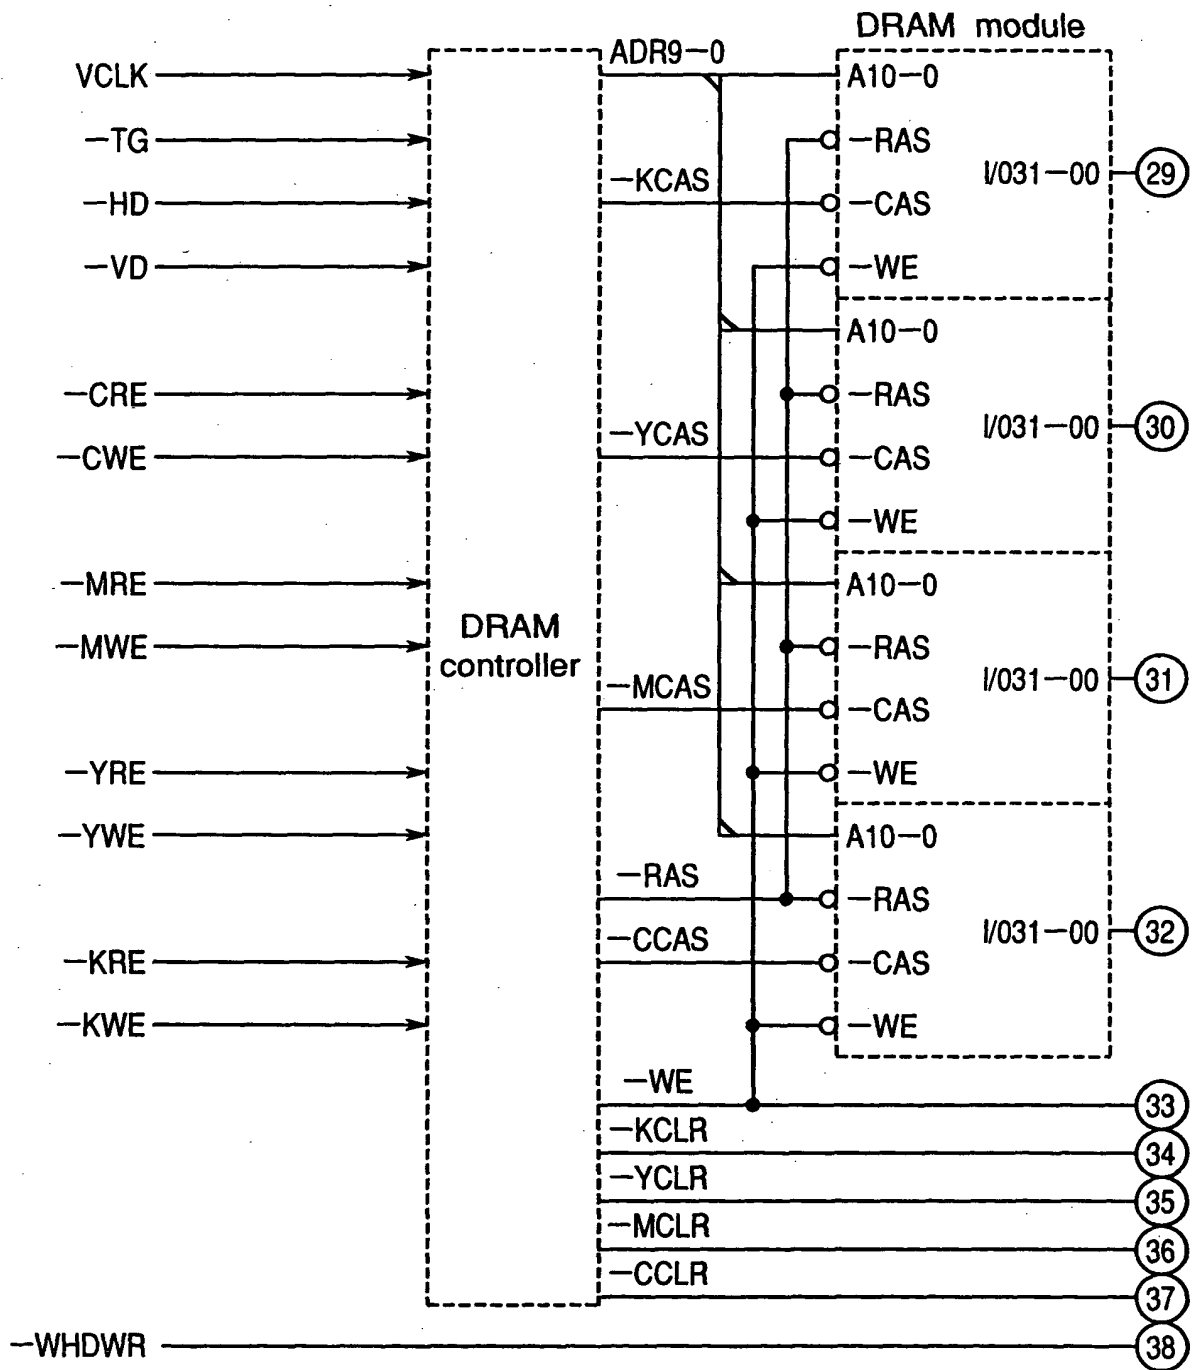 DRAM module
VCLK
ADR9−0
A10−0
−TG
−RAS
I/031−00
29
−HD
−KCAS
−CAS
−VD
−WE
A10−0
−CRE
−RAS
I/031−00
30
−CWE
−YCAS
−CAS
−WE
−MRE
A10−0
DRAM
controller
−MWE
−RAS
I/031−00
31
−MCAS
−CAS
−YRE
−WE
−YWE
A10−0
−RAS
−RAS
I/031−00
32
−KRE
−CCAS
−CAS
−KWE
−WE
−WE
33
−KCLR
34
−YCLR
35
−MCLR
36
−CCLR
37
−WHDWR
38